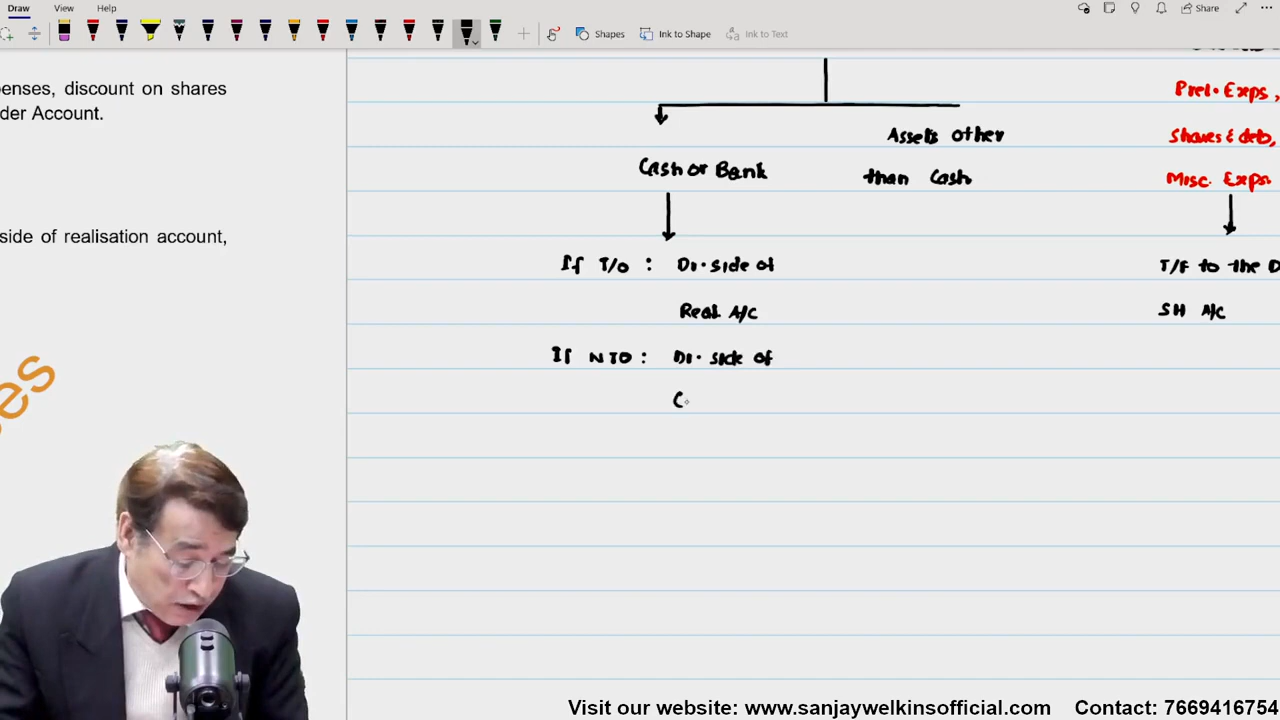 Draw View Help Share
Shapes Ink to Shape Ink to Text
enses, discount on shares
der Account.
side of realisation account,
es
Prel. Exps,
Assets other
Shares & deb,
Cash or Bank
than Cash
Misc. Exps.
If T/O : Dr. side of
Real A/C
If NTO : Dr. side of
C
T/F to the D
SH A/C
Visit our website: www.sanjaywelkinsofficial.com Contact: 7669416754